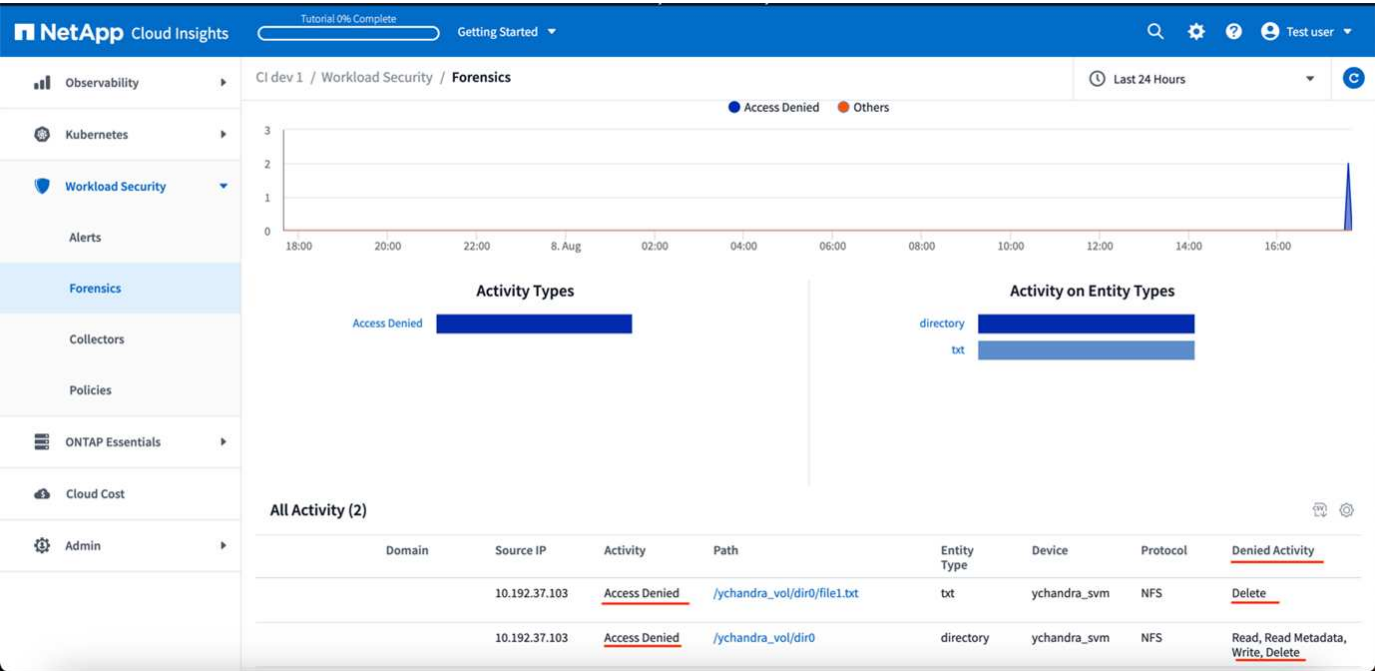 NetApp Cloud Insights
Tutorial 0% Complete
Getting Started
Test user
Observability
Kubernetes
Workload Security
Alerts
Forensics
Collectors
Policies
ONTAP Essentials
Cloud Cost
Admin
CI dev 1 / Workload Security / Forensics
Last 24 Hours
Access Denied Others
3
2
1
0
18:00 20:00 22:00 8. Aug 02:00 04:00 06:00 08:00 10:00 12:00 14:00 16:00
Activity Types
Access Denied
Activity on Entity Types
directory
txt
All Activity (2)
Domain Source IP Activity Path Entity Type Device Protocol Denied Activity
10.192.37.103 Access Denied /ychandra_vol/dir0/file1.txt txt ychandra_svm NFS Delete
10.192.37.103 Access Denied /ychandra_vol/dir0 directory ychandra_svm NFS Read, Read Metadata,
Write, Delete